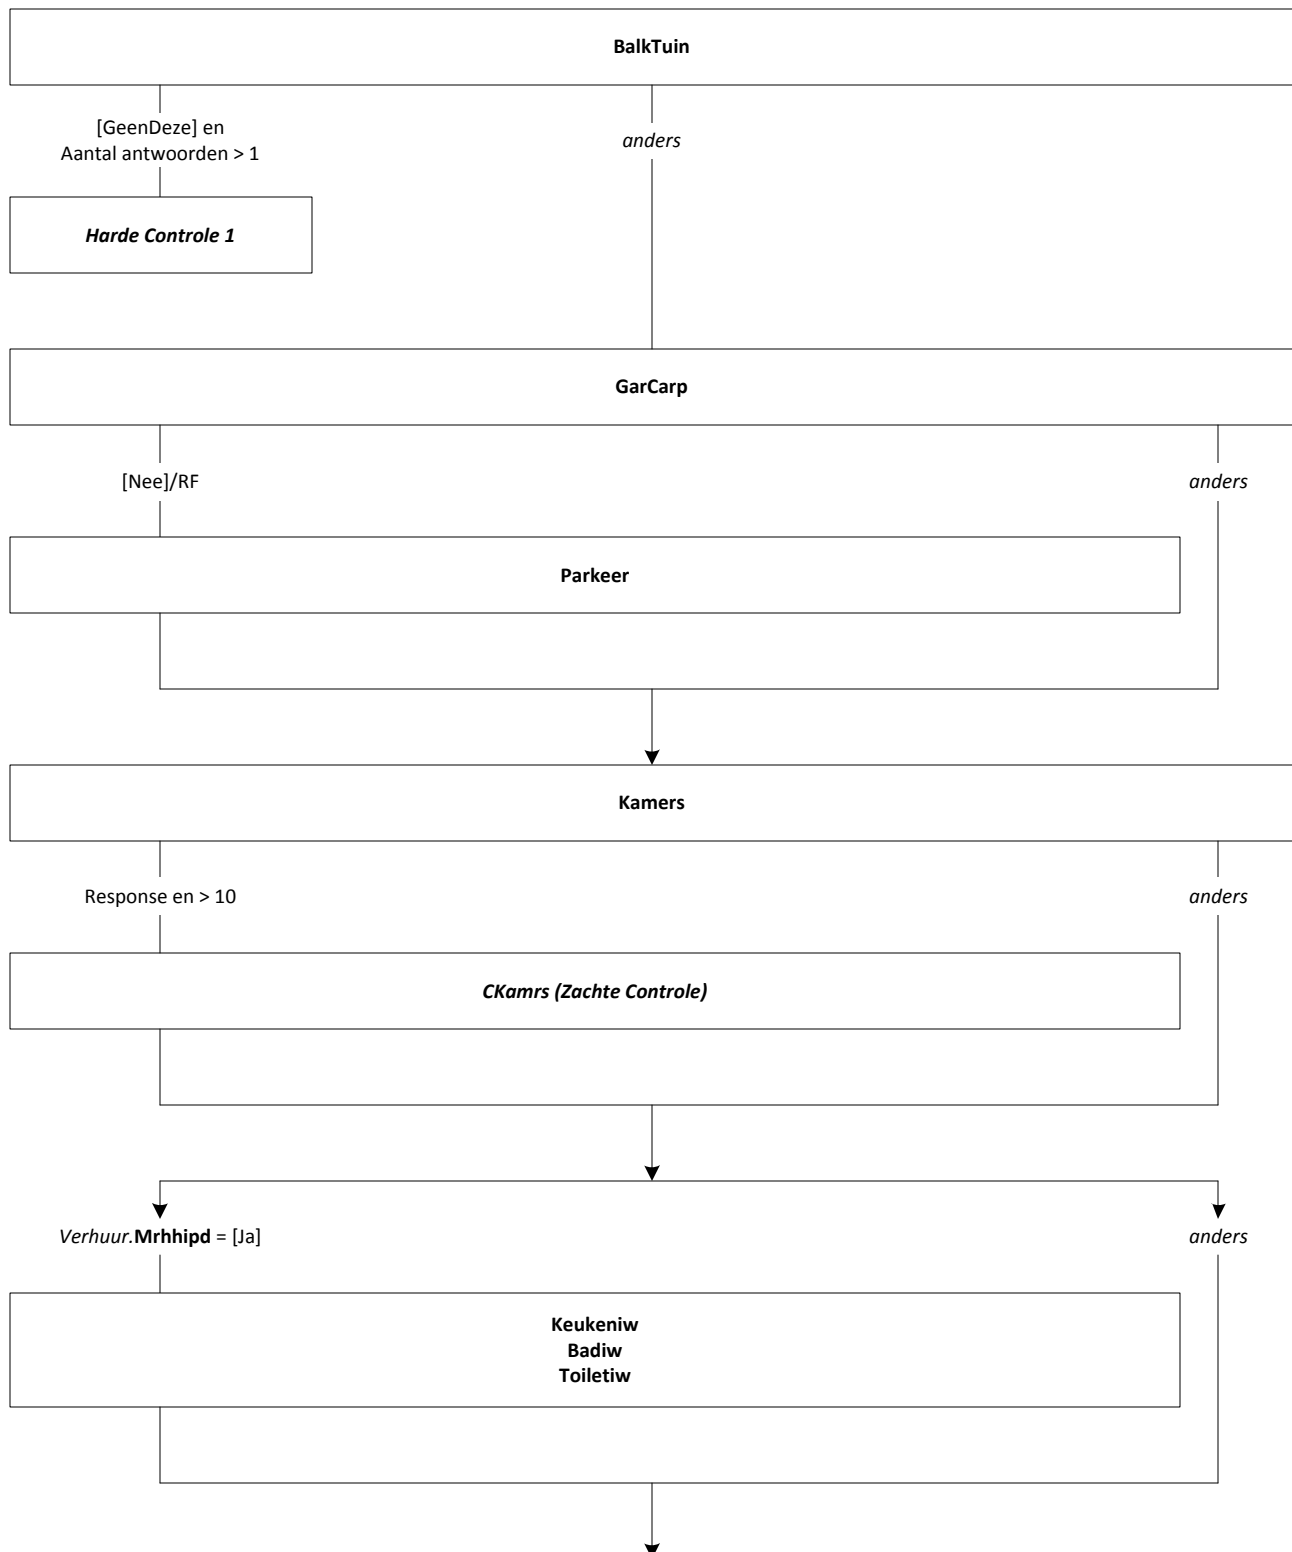 BalkTuin
[GeenDeze] en
Aantal antwoorden > 1
anders
Harde Controle 1
GarCarp
[Nee]/RF
anders
Parkeer
Kamers
Response en > 10
anders
CKamrs (Zachte Controle)
Verhuur.Mrhhipd = [Ja]
anders
Keukeniw
Badiw
Toiletiw